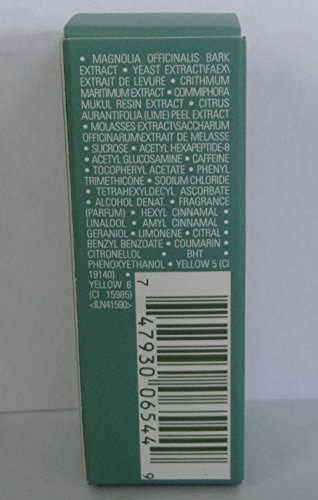 • MAGNOLIA OFFICINALIS BARK
EXTRACT • YEAST EXTRACT\FAEX\
EXTRAIT DE LEVURE • CRITHMUM
MARITIMUM EXTRACT • COMMIPHORA
MUKUL RESIN EXTRACT • CITRUS
AURANTIFOLIA (LIME) PEEL EXTRACT
• MOLASSES EXTRACT\SACCHARUM
OFFICINARUM\EXTRAIT DE MELASSE
• SUCROSE • ACETYL HEXAPEPTIDE-8
• ACETYL GLUCOSAMINE • CAFFEINE
• TOCOPHERYL ACETATE • PHENYL
TRIMETHICONE • SODIUM CHLORIDE
• TETRAHEXYLDECYL ASCORBATE
• ALCOHOL DENAT. • FRAGRANCE
(PARFUM) • HEXYL CINNAMAL •
LINALOOL • AMYL CINNAMAL •
GERANIOL • LIMONENE • CITRAL •
BENZYL BENZOATE • COUMARIN •
CITRONELLOL • BHT •
PHENOXYETHANOL • YELLOW 5 (CI
19140) •
YELLOW 6
(CI 15985)
<ILN41590>
7 47930 06544 9